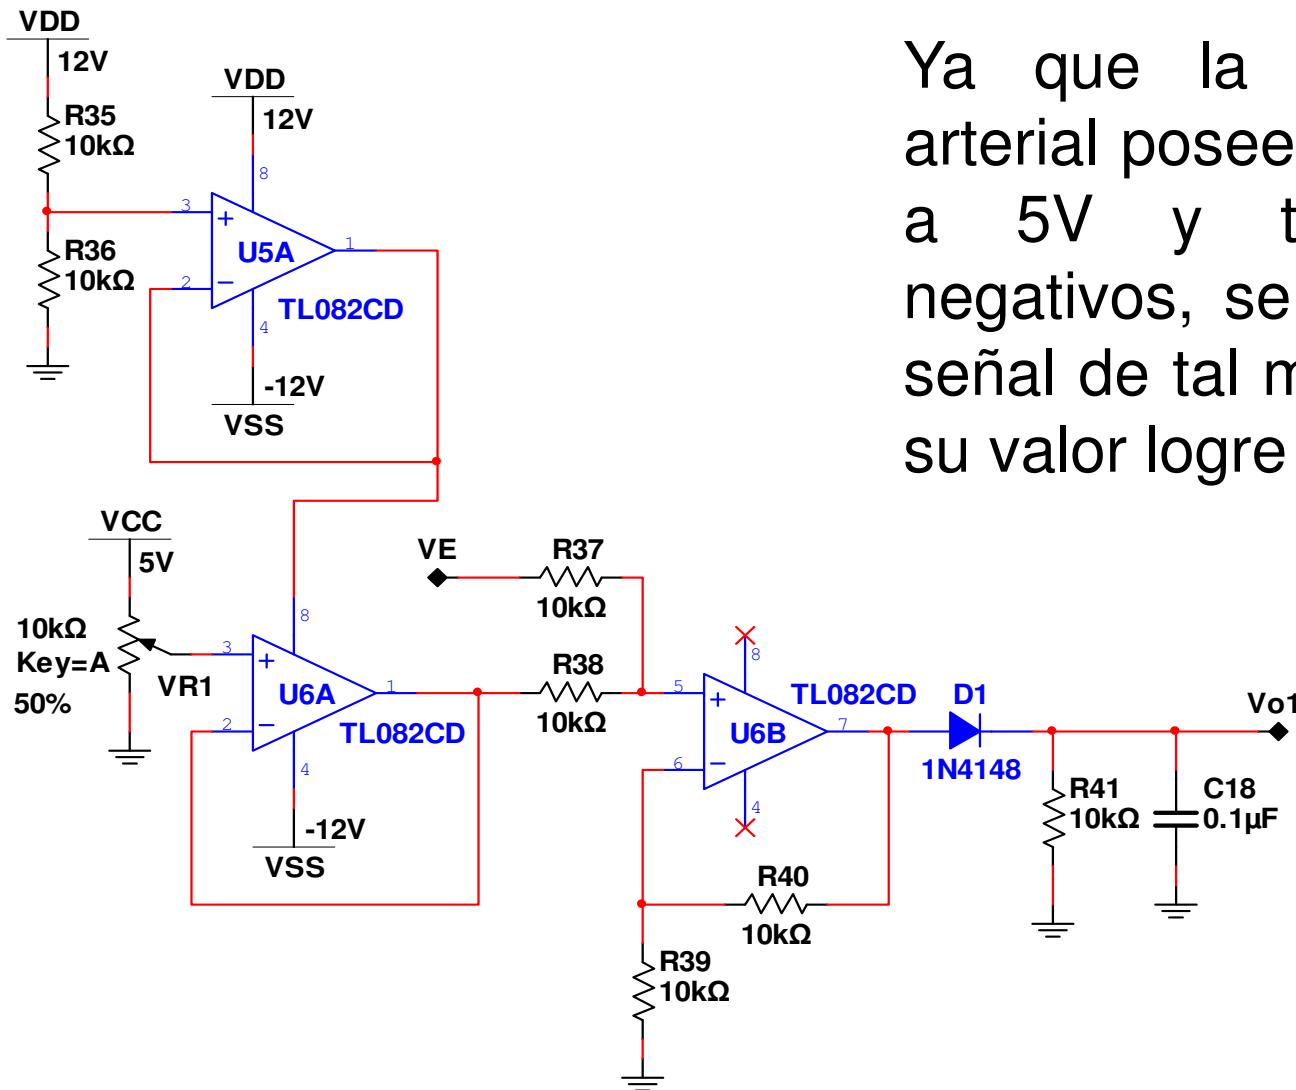 VDD
12V
R35
10kΩ
R36
10kΩ
VDD
12V
8
3
+
U5A
1
2
−
TL082CD
4
-12V
VSS
Ya que la
arterial posee
a 5V y t
negativos, se
señal de tal m
su valor logre
VCC
5V
10kΩ
Key=A
50%
VR1
8
3
+
U6A
1
2
−
TL082CD
4
-12V
VSS
VE
R37
10kΩ
R38
10kΩ
8
5
+
TL082CD
U6B
7
6
−
4
D1
1N4148
Vo1
R41
10kΩ
C18
0.1µF
R40
10kΩ
R39
10kΩ